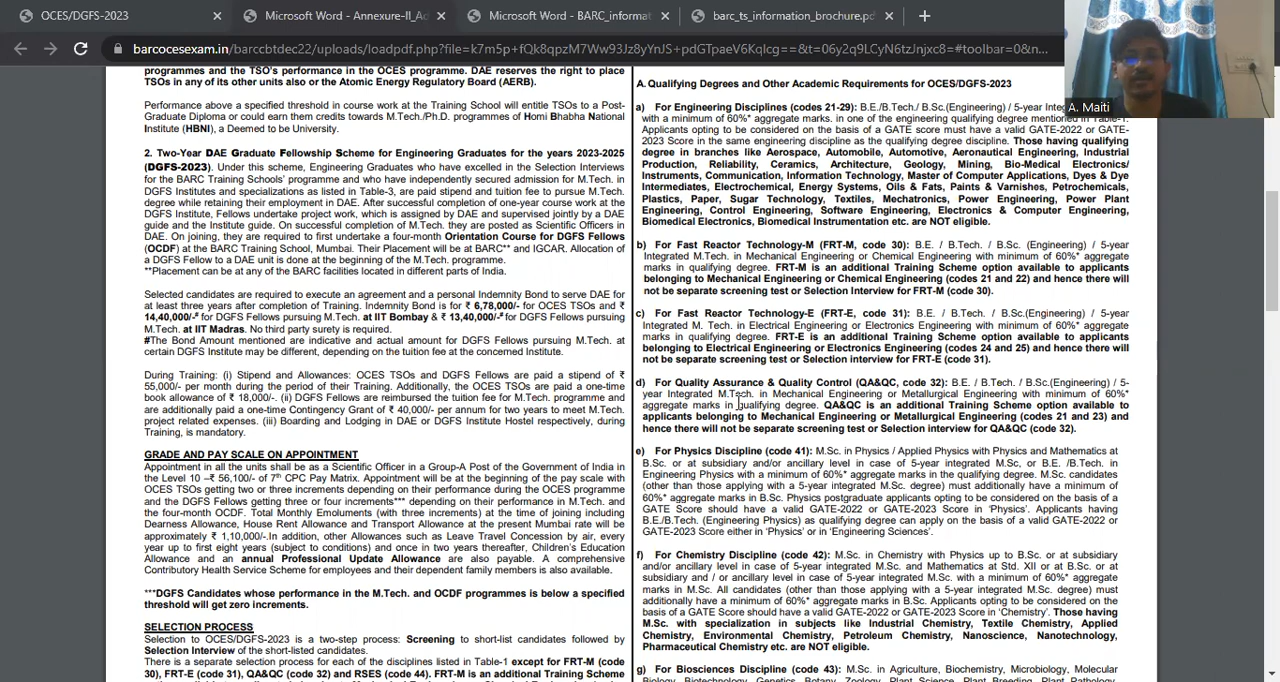 OCES/DGFS-2023
Microsoft Word - Annexure-II_Ad
Microsoft Word - BARC_informat
barc_ts_information_brochure.pd
barcocesexam.in/barccbtdec22/uploads/loadpdf.php?file=k7m5p+fQk8qpzM7Ww93Jz8yYnJS+pdGTpaeV6KqIcg==&t=06y2q9LCyN6tzJnjxc8=#toolbar=0&n...
A. Maiti
programmes and the TSO's performance in the OCES programme. DAE reserves the right to place
TSOs in any of its other units also or the Atomic Energy Regulatory Board (AERB).
Performance above a specified threshold in course work at the Training School will entitle TSOs to a Post-
Graduate Diploma or could earn them credits towards M.Tech./Ph.D. programmes of Homi Bhabha National
Institute (HBNI), a Deemed to be University.
2. Two-Year DAE Graduate Fellowship Scheme for Engineering Graduates for the years 2023-2025
(DGFS-2023). Under this scheme, Engineering Graduates who have excelled in the Selection Interviews
for the BARC Training Schools' programme and who have independently secured admission for M.Tech. in
DGFS Institutes and specializations as listed in Table-3, are paid stipend and tuition fee to pursue M.Tech.
degree while retaining their employment in DAE. After successful completion of one-year course work at the
DGFS Institute, Fellows undertake project work, which is assigned by DAE and supervised jointly by a DAE
guide and the Institute guide. On successful completion of M.Tech. they are posted as Scientific Officers in
DAE. On joining, they are required to first undertake a four-month Orientation Course for DGFS Fellows
(OCDF) at the BARC Training School, Mumbai. Their Placement will be at BARC** and IGCAR. Allocation of
a DGFS Fellow to a DAE unit is done at the beginning of the M.Tech. programme.
**Placement can be at any of the BARC facilities located in different parts of India.
Selected candidates are required to execute an agreement and a personal Indemnity Bond to serve DAE for
at least three years after completion of Training. Indemnity Bond is for ₹ 6,78,000/- for OCES TSOs and ₹
14,40,000/-# for DGFS Fellows pursuing M.Tech. at IIT Bombay & ₹ 13,40,000/-# for DGFS Fellows pursuing
M.Tech. at IIT Madras. No third party surety is required.
#The Bond Amount mentioned are indicative and actual amount for DGFS Fellows pursuing M.Tech. at
certain DGFS Institute may be different, depending on the tuition fee at the concerned Institute.
During Training: (i) Stipend and Allowances: OCES TSOs and DGFS Fellows are paid a stipend of ₹
55,000/- per month during the period of their Training. Additionally, the OCES TSOs are paid a one-time
book allowance of ₹ 18,000/-. (ii) DGFS Fellows are reimbursed the tuition fee for M.Tech. programme and
are additionally paid a one-time Contingency Grant of ₹ 40,000/- per annum for two years to meet M.Tech.
project related expenses. (iii) Boarding and Lodging in DAE or DGFS Institute Hostel respectively, during
Training, is mandatory.
GRADE AND PAY SCALE ON APPOINTMENT
Appointment in all the units shall be as a Scientific Officer in a Group-A Post of the Government of India in
the Level 10 –₹ 56,100/- of 7th CPC Pay Matrix. Appointment will be at the beginning of the pay scale with
OCES TSOs getting two or three increments depending on their performance during the OCES programme
and the DGFS Fellows getting three or four increments*** depending on their performance in M.Tech. and
the four-month OCDF. Total Monthly Emoluments (with three increments) at the time of joining including
Dearness Allowance, House Rent Allowance and Transport Allowance at the present Mumbai rate will be
approximately ₹ 1,10,000/-.In addition, other Allowances such as Leave Travel Concession by air, every
year up to first eight years (subject to conditions) and once in two years thereafter, Children's Education
Allowance and an annual Professional Update Allowance are also payable. A comprehensive
Contributory Health Service Scheme for employees and their dependent family members is also available.
***DGFS Candidates whose performance in the M.Tech. and OCDF programmes is below a specified
threshold will get zero increments.
SELECTION PROCESS
Selection to OCES/DGFS-2023 is a two-step process: Screening to short-list candidates followed by
Selection Interview of the short-listed candidates.
There is a separate selection process for each of the disciplines listed in Table-1 except for FRT-M (code
30), FRT-E (code 31), QA&QC (code 32) and RSES (code 44). FRT-M is an additional Training Scheme
A. Qualifying Degrees and Other Academic Requirements for OCES/DGFS-2023
a) For Engineering Disciplines (codes 21-29): B.E./B.Tech./ B.Sc.(Engineering) / 5-year
with a minimum of 60%* aggregate marks. in one of the engineering qualifying degree mentioned in Table-1.
Applicants opting to be considered on the basis of a GATE score must have a valid GATE-2022 or GATE-
2023 Score in the same engineering discipline as the qualifying degree discipline. Those having qualifying
degree in branches like Aerospace, Automobile, Automotive, Aeronautical Engineering, Industrial
Production, Reliability, Ceramics, Architecture, Geology, Mining, Bio-Medical Electronics/
Instruments, Communication, Information Technology, Master of Computer Applications, Dyes & Dye
Intermediates, Electrochemical, Energy Systems, Oils & Fats, Paints & Varnishes, Petrochemicals,
Plastics, Paper, Sugar Technology, Textiles, Mechatronics, Power Engineering, Power Plant
Engineering, Control Engineering, Software Engineering, Electronics & Computer Engineering,
Biomedical Electronics, Biomedical Instrumentation etc. are NOT eligible.
b) For Fast Reactor Technology-M (FRT-M, code 30): B.E. / B.Tech. / B.Sc. (Engineering) / 5-year
Integrated M.Tech. in Mechanical Engineering or Chemical Engineering with minimum of 60%* aggregate
marks in qualifying degree. FRT-M is an additional Training Scheme option available to applicants
belonging to Mechanical Engineering or Chemical Engineering (codes 21 and 22) and hence there will
not be separate screening test or Selection Interview for FRT-M (code 30).
c) For Fast Reactor Technology-E (FRT-E, code 31): B.E. / B.Tech. / B.Sc.(Engineering) / 5-year
Integrated M. Tech. in Electrical Engineering or Electronics Engineering with minimum of 60%* aggregate
marks in qualifying degree. FRT-E is an additional Training Scheme option available to applicants
belonging to Electrical Engineering or Electronics Engineering (codes 24 and 25) and hence there will
not be separate screening test or Selection interview for FRT-E (code 31).
d) For Quality Assurance & Quality Control (QA&QC, code 32): B.E. / B.Tech. / B.Sc.(Engineering) / 5-
year Integrated M.Tech. in Mechanical Engineering or Metallurgical Engineering with minimum of 60%*
aggregate marks in qualifying degree. QA&QC is an additional Training Scheme option available to
applicants belonging to Mechanical Engineering or Metallurgical Engineering (codes 21 and 23) and
hence there will not be separate screening test or Selection interview for QA&QC (code 32).
e) For Physics Discipline (code 41): M.Sc. in Physics / Applied Physics with Physics and Mathematics at
B.Sc. or at subsidiary and/or ancillary level in case of 5-year integrated M.Sc, or B.E. /B.Tech. in
Engineering Physics with a minimum of 60%* aggregate marks in the qualifying degree. M.Sc. candidates
(other than those applying with a 5-year integrated M.Sc. degree) must additionally have a minimum of
60%* aggregate marks in B.Sc. Physics postgraduate applicants opting to be considered on the basis of a
GATE Score should have a valid GATE-2022 or GATE-2023 Score in 'Physics'. Applicants having
B.E./B.Tech. (Engineering Physics) as qualifying degree can apply on the basis of a valid GATE-2022 or
GATE-2023 Score either in 'Physics' or in 'Engineering Sciences'.
f) For Chemistry Discipline (code 42): M.Sc. in Chemistry with Physics up to B.Sc. or at subsidiary
and/or ancillary level in case of 5-year integrated M.Sc. and Mathematics at Std. XII or at B.Sc. or at
subsidiary and / or ancillary level in case of 5-year integrated M.Sc. with a minimum of 60%* aggregate
marks in M.Sc. All candidates (other than those applying with a 5-year integrated M.Sc. degree) must
additionally have a minimum of 60%* aggregate marks in B.Sc. Applicants opting to be considered on the
basis of a GATE Score should have a valid GATE-2022 or GATE-2023 Score in 'Chemistry'. Those having
M.Sc. with specialization in subjects like Industrial Chemistry, Textile Chemistry, Applied
Chemistry, Environmental Chemistry, Petroleum Chemistry, Nanoscience, Nanotechnology,
Pharmaceutical Chemistry etc. are NOT eligible.
g) For Biosciences Discipline (code 43): M.Sc. in Agriculture, Biochemistry, Microbiology, Molecular
Biology, Biotechnology, Genetics, Botany, Zoology, Plant Science, Plant Breeding, Plant Pathology,